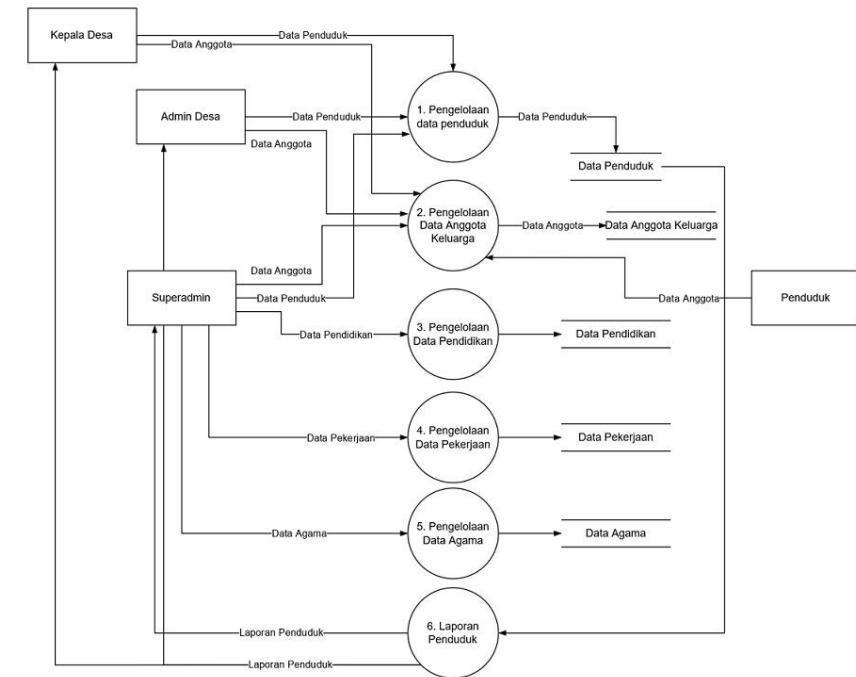 Kepala Desa
Data Penduduk
Data Anggota
Admin Desa
Data Penduduk
Data Anggota
1. Pengelolaan
data penduduk
Data Penduduk
Data Penduduk
2. Pengelolaan
Data Anggota
Keluarga
Data Anggota
Data Anggota Keluarga
Data Anggota
Superadmin
Data Penduduk
Data Anggota
Penduduk
Data Pendidikan
3. Pengelolaan
Data Pendidikan
Data Pendidikan
Data Pekerjaan
4. Pengelolaan
Data Pekerjaan
Data Pekerjaan
Data Agama
5. Pengelolaan
Data Agama
Data Agama
Laporan Penduduk
6. Laporan
Penduduk
Laporan Penduduk